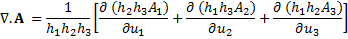 ∇.A = 1/(h₁h₂h₃) [∂ (h₂h₃A₁)/∂u₁ + ∂ (h₁h₃A₂)/∂u₂ + ∂ (h₁h₂A₃)/∂u₃]